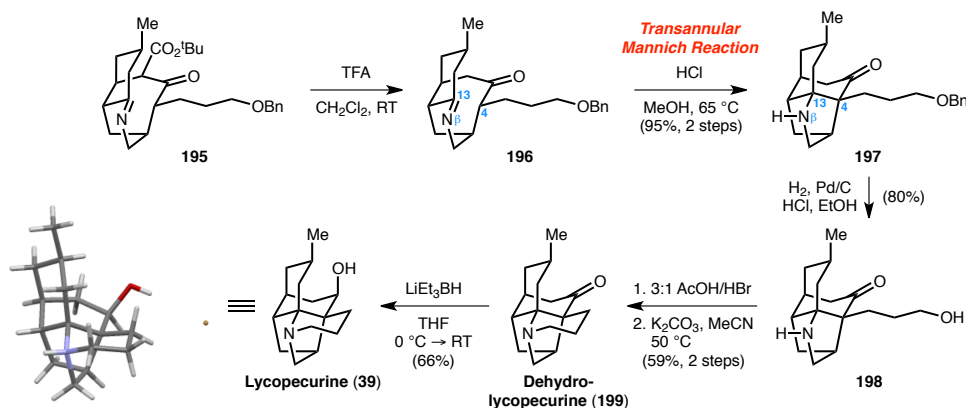 Me
CO₂ᵗBu
O
OBn
N
195
TFA
CH₂Cl₂, RT
Me
O
13
4
N
β
OBn
196
Transannular
Mannich Reaction
HCl
MeOH, 65 °C
(95%, 2 steps)
Me
O
13
4
H
N
β
OBn
197
H₂, Pd/C
HCl, EtOH
(80%)
Me
OH
N
Lycopecurine (39)
LiEt₃BH
THF
0 °C → RT
(66%)
Me
O
N
Dehydro-
lycopecurine (199)
1. 3:1 AcOH/HBr
2. K₂CO₃, MeCN
50 °C
(59%, 2 steps)
Me
O
H
N
OH
198